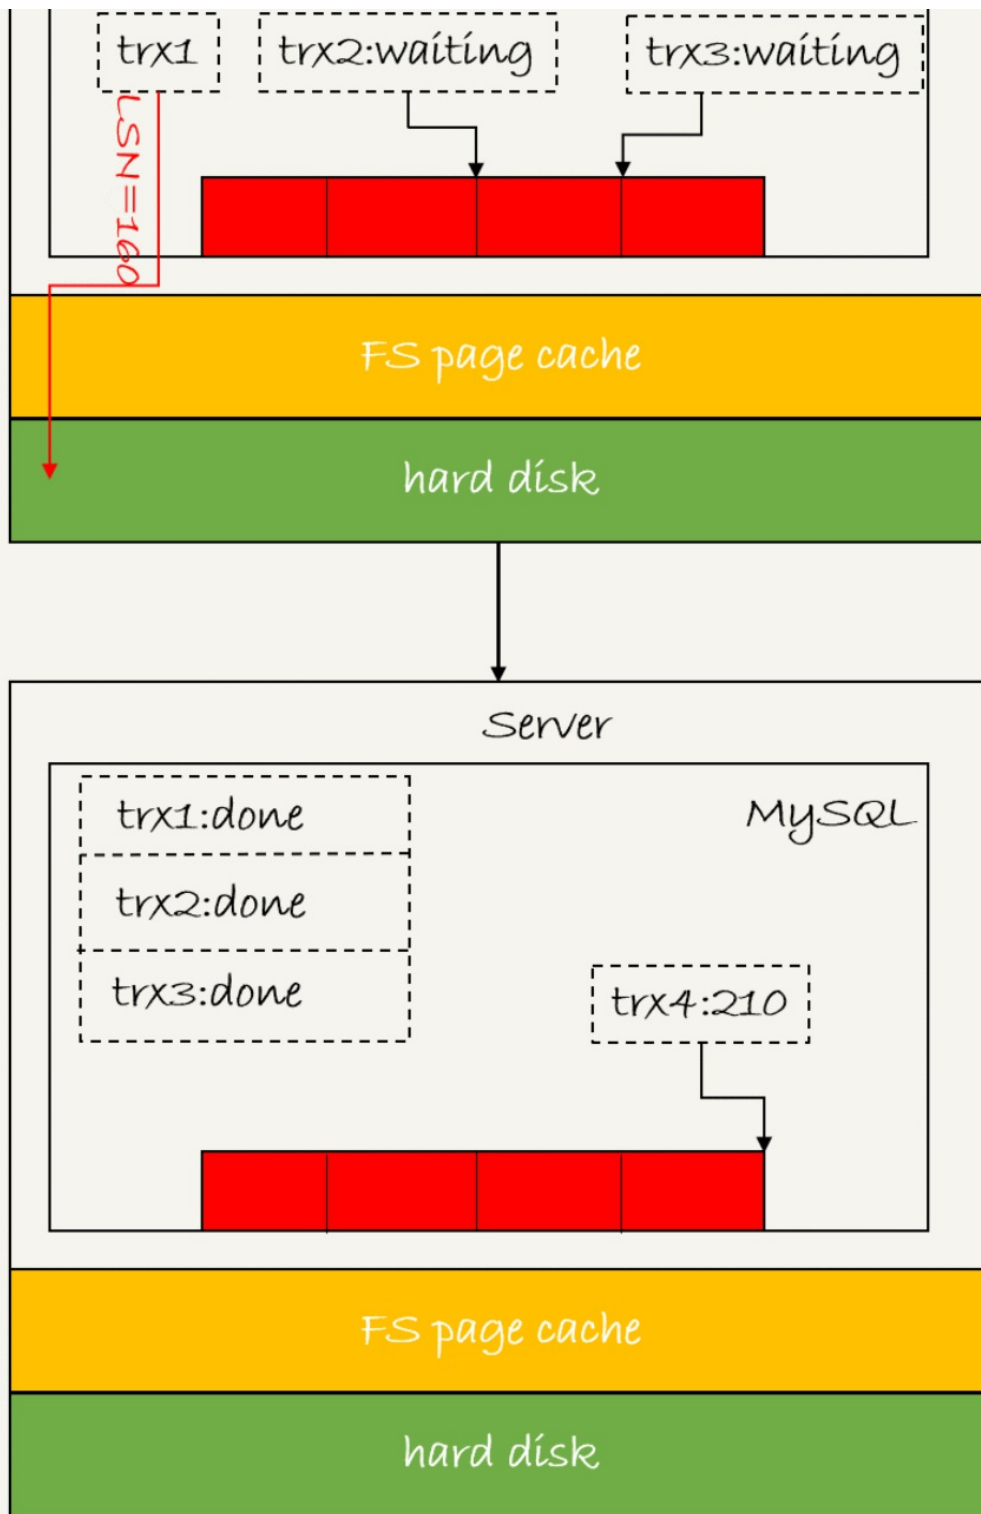 trx1
trx2:waiting
trx3:waiting
LSN=160
FS page cache
hard disk
Server
MySQL
trx1:done
trx2:done
trx3:done
trx4:210
FS page cache
hard disk